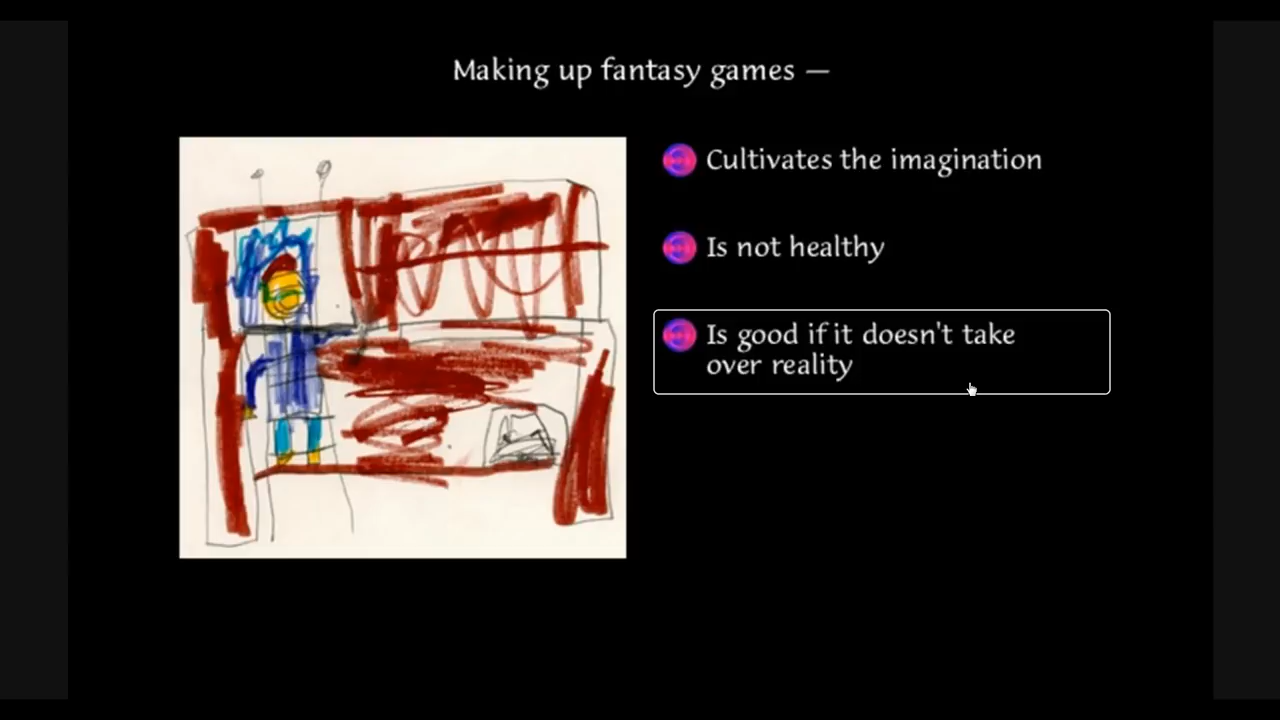 Making up fantasy games —
Cultivates the imagination
Is not healthy
Is good if it doesn't take
over reality